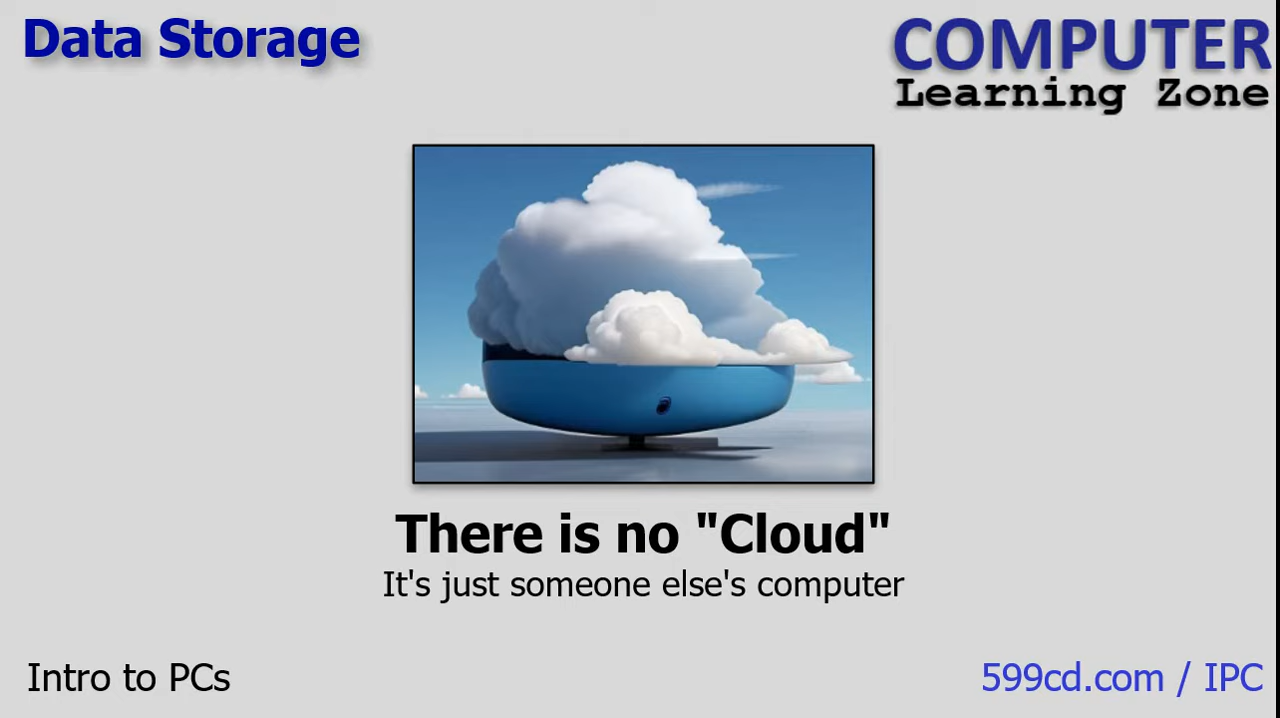 Data Storage
COMPUTER
Learning Zone
There is no "Cloud"
It's just someone else's computer
Intro to PCs
599cd.com / IPC